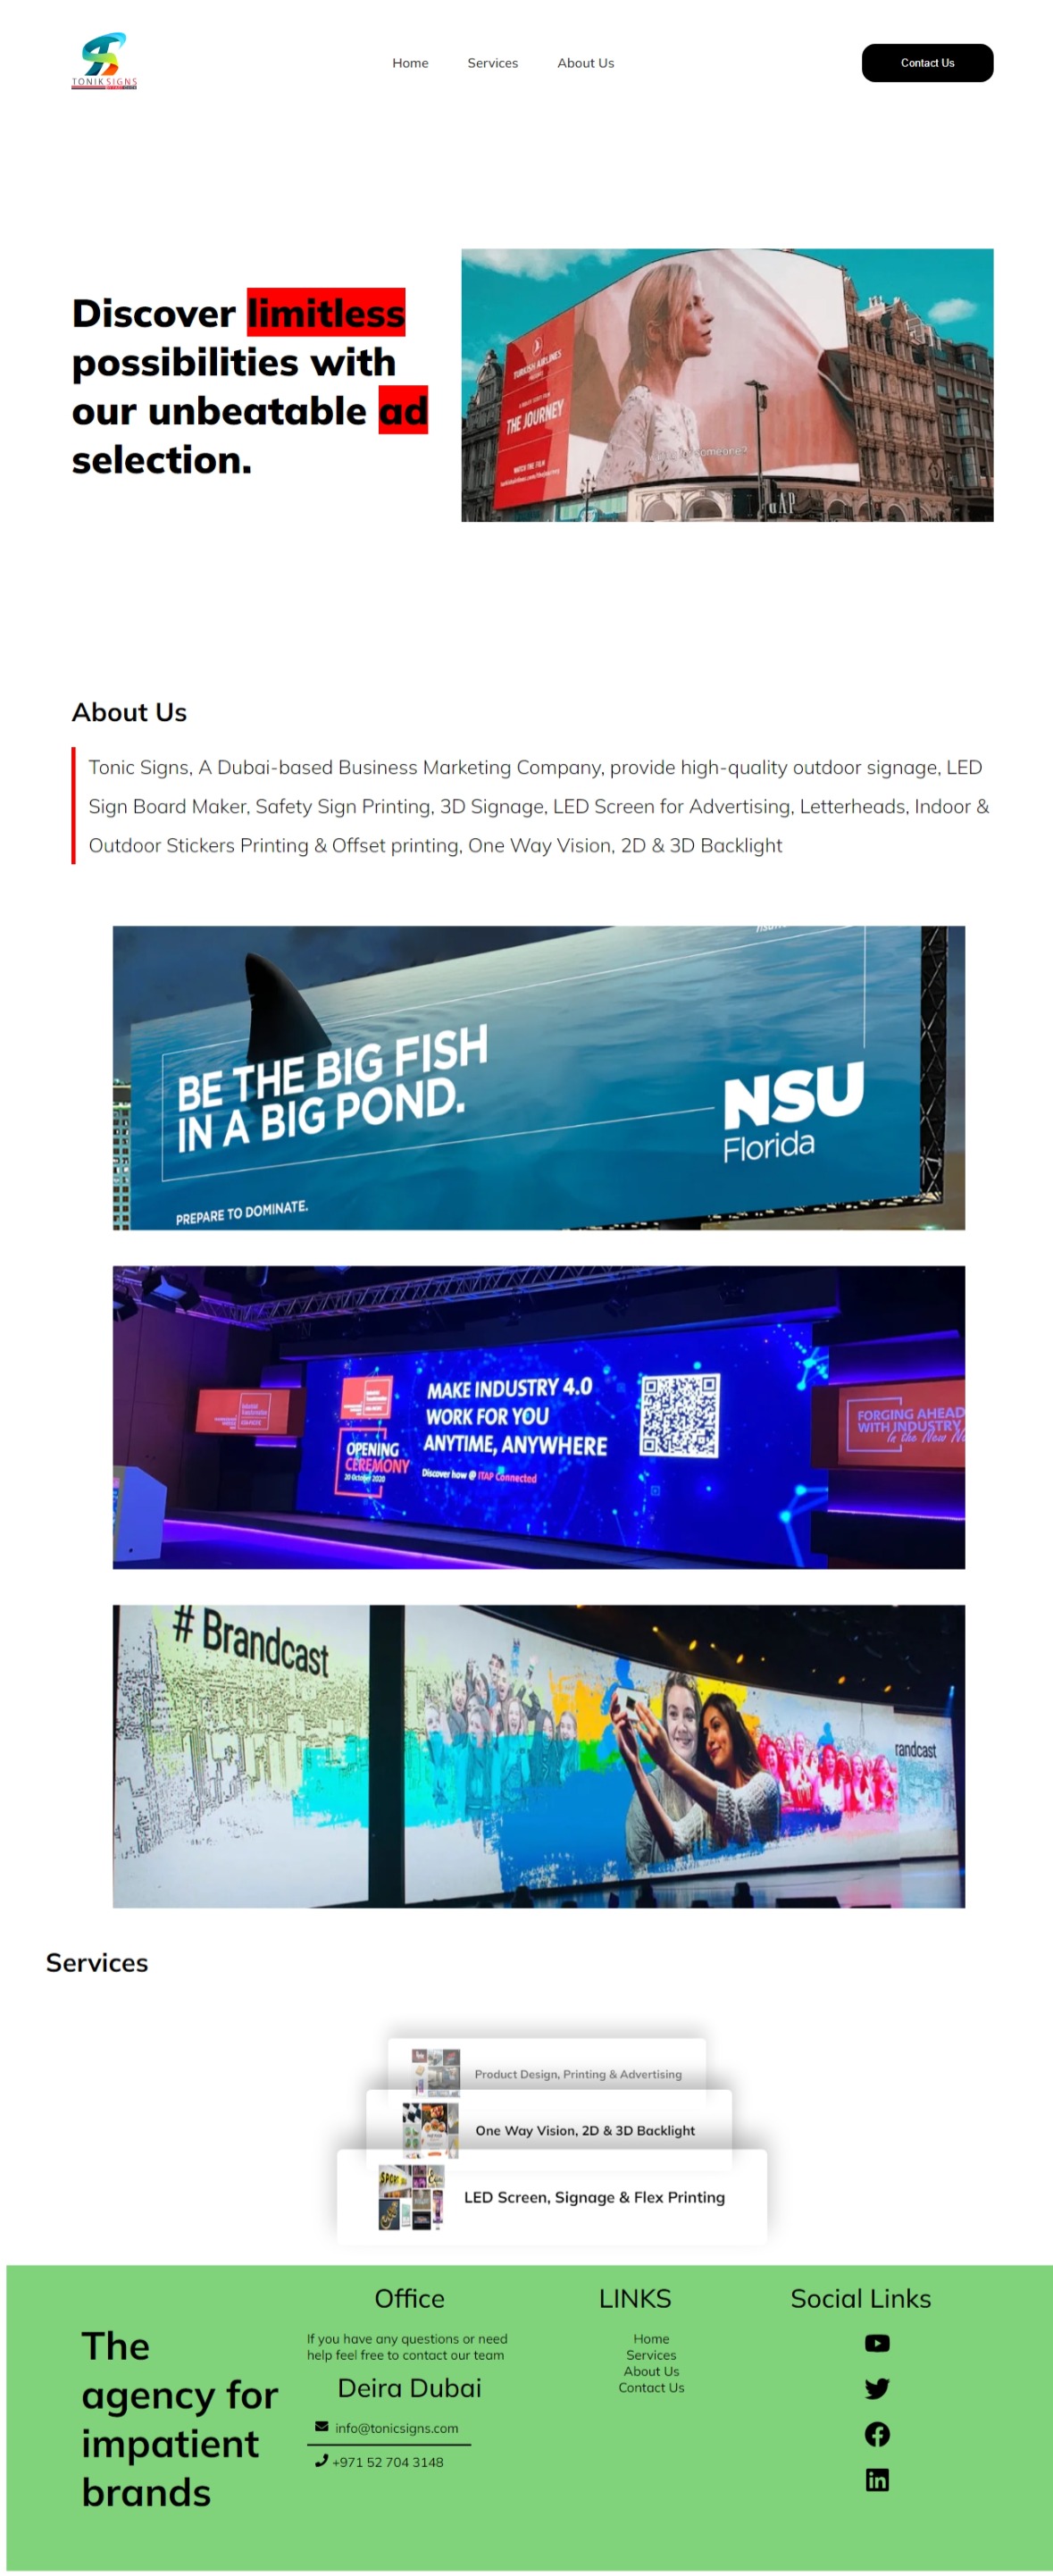 TONIK SIGNS
Home
Services
About Us
Contact Us
Discover limitless
possibilities with
our unbeatable ad
selection.
TURKISH AIRLINES
THE JOURNEY
WATCH THE FILM
someone?
GAP
About Us
Tonic Signs, A Dubai-based Business Marketing Company, provide high-quality outdoor signage, LED
Sign Board Maker, Safety Sign Printing, 3D Signage, LED Screen for Advertising, Letterheads, Indoor &
Outdoor Stickers Printing & Offset printing, One Way Vision, 2D & 3D Backlight
BE THE BIG FISH
IN A BIG POND.
NSU
Florida
PREPARE TO DOMINATE.
MAKE INDUSTRY 4.0
WORK FOR YOU
ANYTIME, ANYWHERE
Discover how @ ITAP Connected
OPENING
CEREMONY
20 October 2020
FORGING AHEAD
WITH INDUSTRY
In the New N
# Brandcast
randcast
Services
Product Design, Printing & Advertising
One Way Vision, 2D & 3D Backlight
LED Screen, Signage & Flex Printing
The
agency for
impatient
brands
Office
If you have any questions or need
help feel free to contact our team
Deira Dubai
info@tonicsigns.com
+971 52 704 3148
LINKS
Home
Services
About Us
Contact Us
Social Links